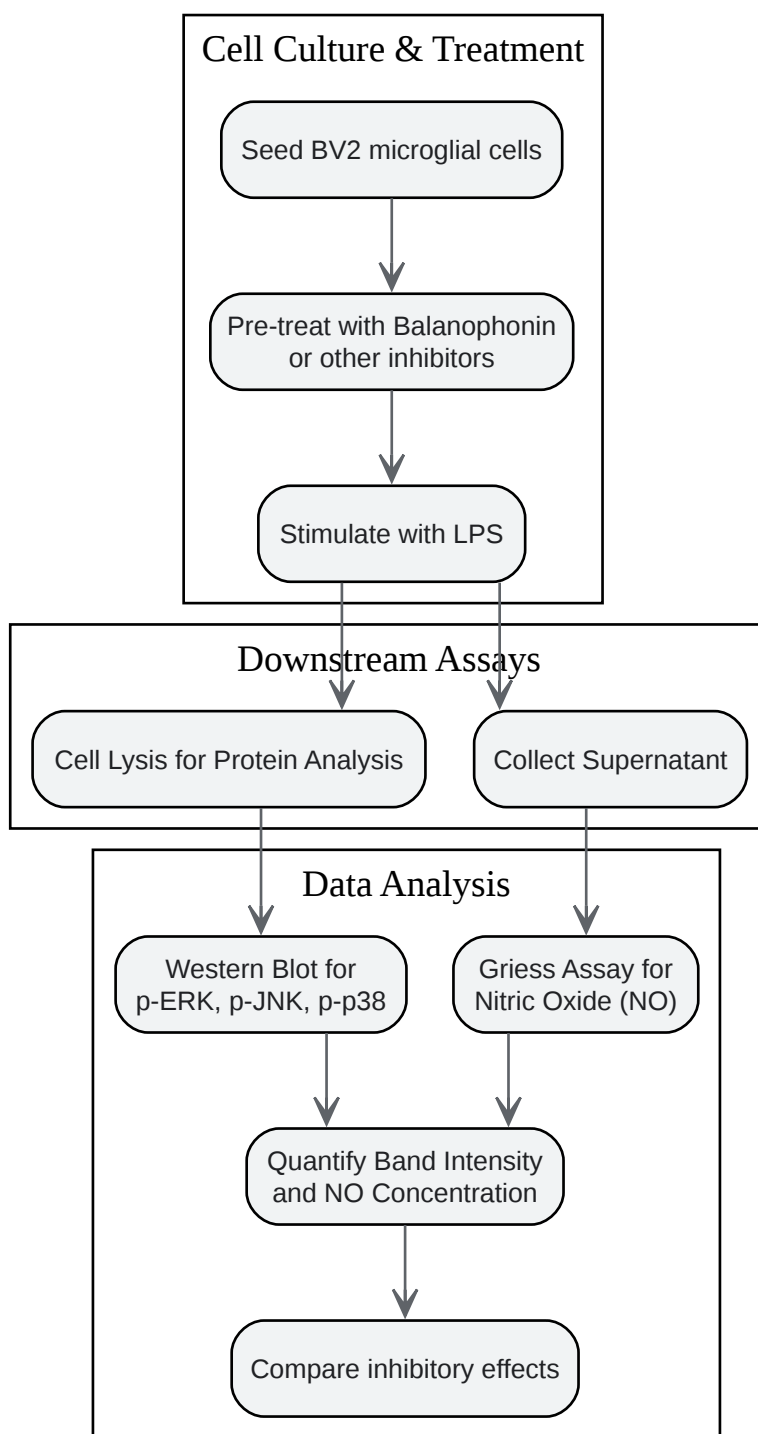 Cell Culture & Treatment
Seed BV2 microglial cells
Pre-treat with Balanophonin
or other inhibitors
Stimulate with LPS
Downstream Assays
Cell Lysis for Protein Analysis
Collect Supernatant
Data Analysis
Western Blot for
p-ERK, p-JNK, p-p38
Griess Assay for
Nitric Oxide (NO)
Quantify Band Intensity
and NO Concentration
Compare inhibitory effects